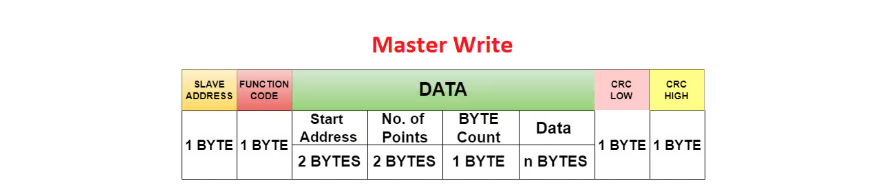 Master Write
SLAVE ADDRESS FUNCTION CODE DATA CRC LOW CRC HIGH
1 BYTE 1 BYTE Start Address No. of Points BYTE Count Data 1 BYTE 1 BYTE
2 BYTES 2 BYTES 1 BYTE n BYTES